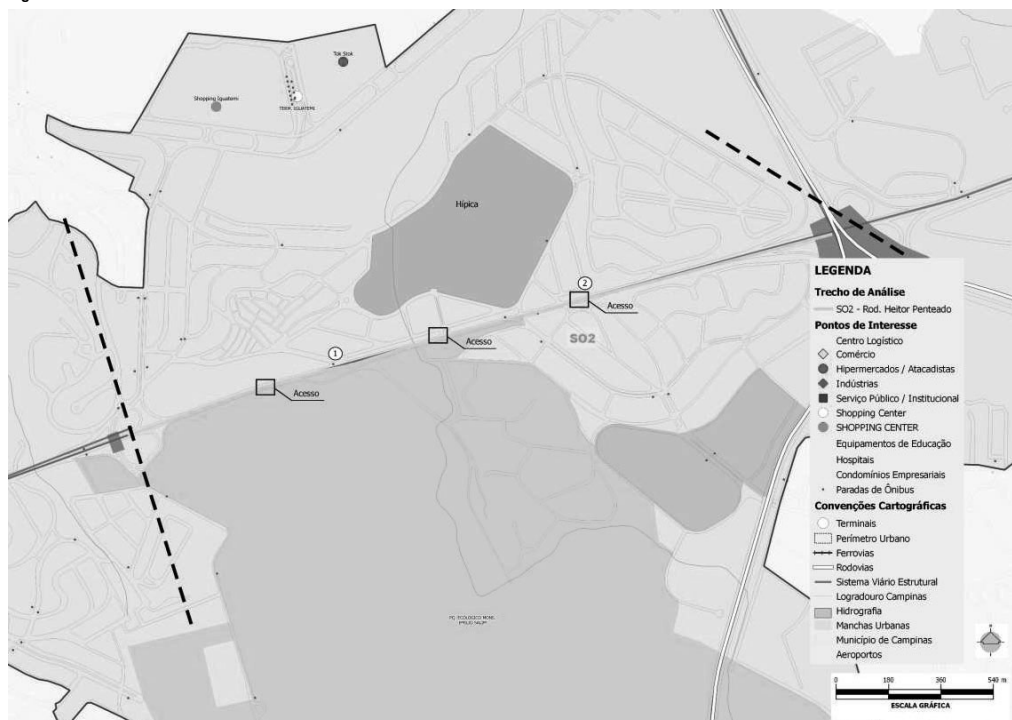 Tok Stok
Shopping Iguatemi
TERM. IGUATEMI
Hípica
2
Acesso
SO2
Acesso
1
Acesso
LEGENDA
Trecho de Análise
SO2 - Rod. Heitor Penteado
Pontos de Interesse
Centro Logístico
Comércio
Hipermercados / Atacadistas
Indústrias
Serviço Público / Institucional
Shopping Center
SHOPPING CENTER
Equipamentos de Educação
Hospitais
Condomínios Empresariais
Paradas de Ônibus
Convenções Cartográficas
Terminais
Perímetro Urbano
Ferrovias
Rodovias
Sistema Viário Estrutural
Logradouro Campinas
Hidrografia
Manchas Urbanas
Município de Campinas
Aeroportos
0 180 360 540 m
ESCALA GRÁFICA